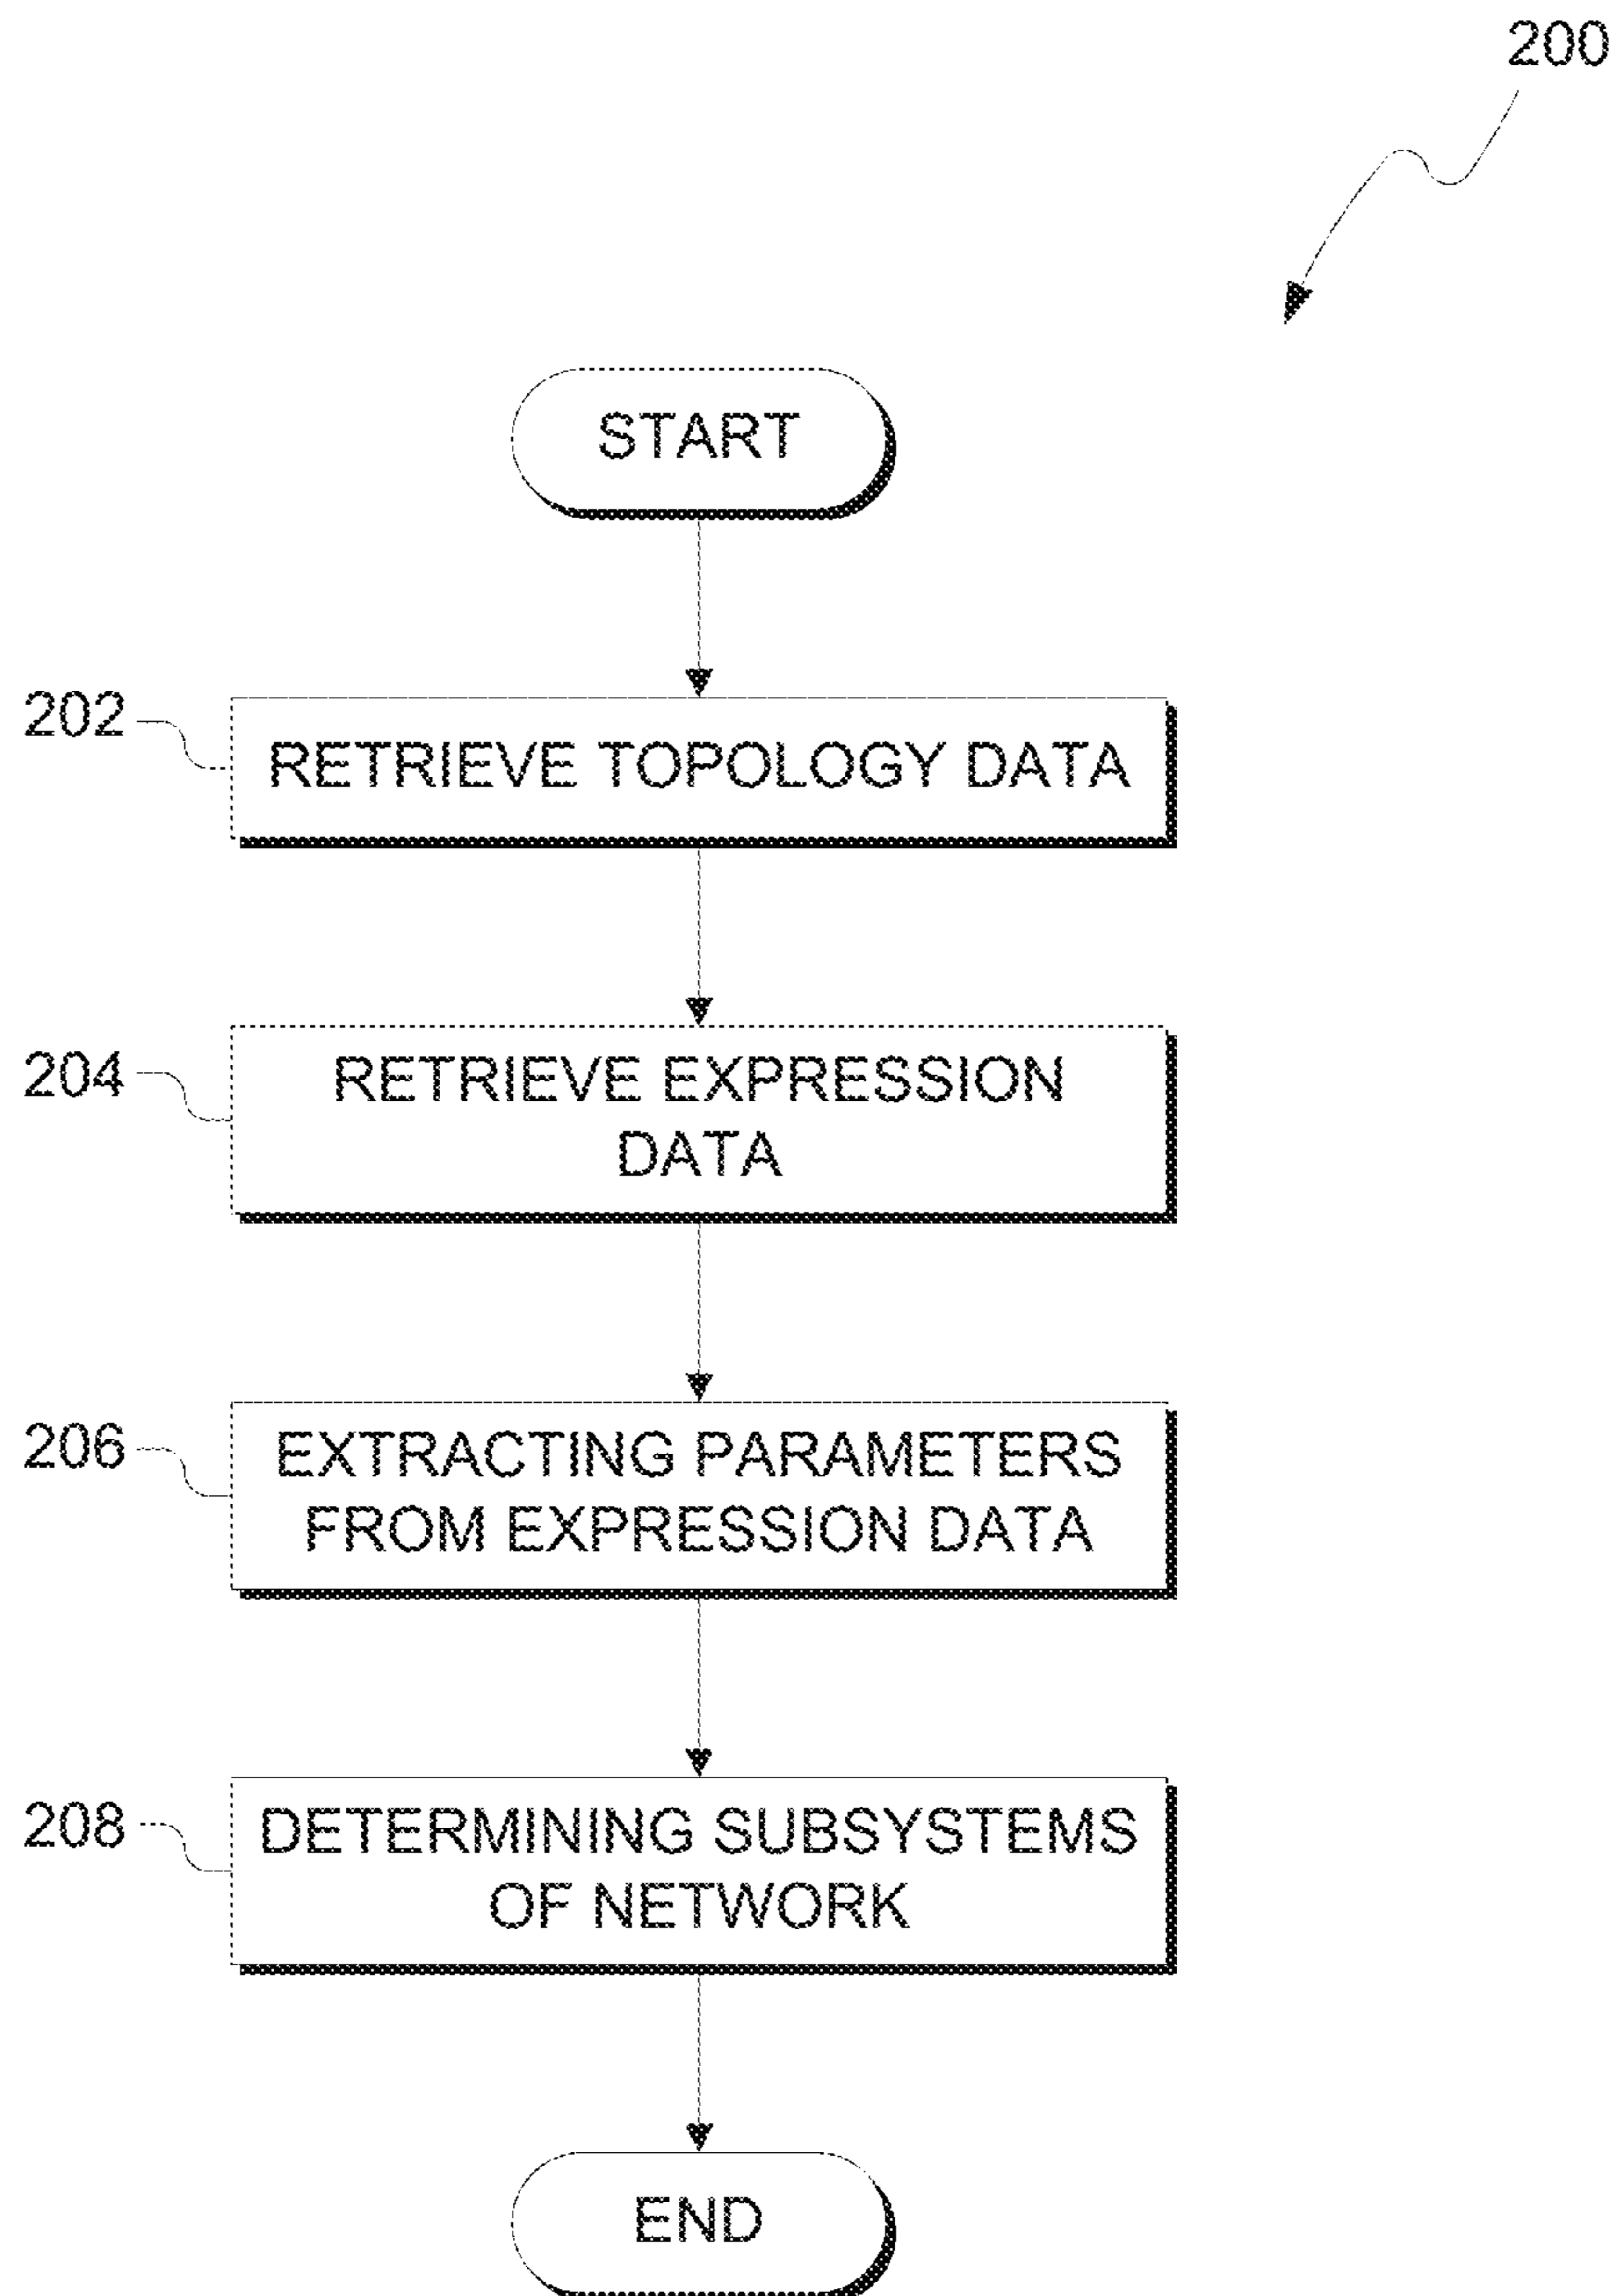 200
START
202
RETRIEVE TOPOLOGY DATA
204
RETRIEVE EXPRESSION
DATA
206
EXTRACTING PARAMETERS
FROM EXPRESSION DATA
208
DETERMINING SUBSYSTEMS
OF NETWORK
END